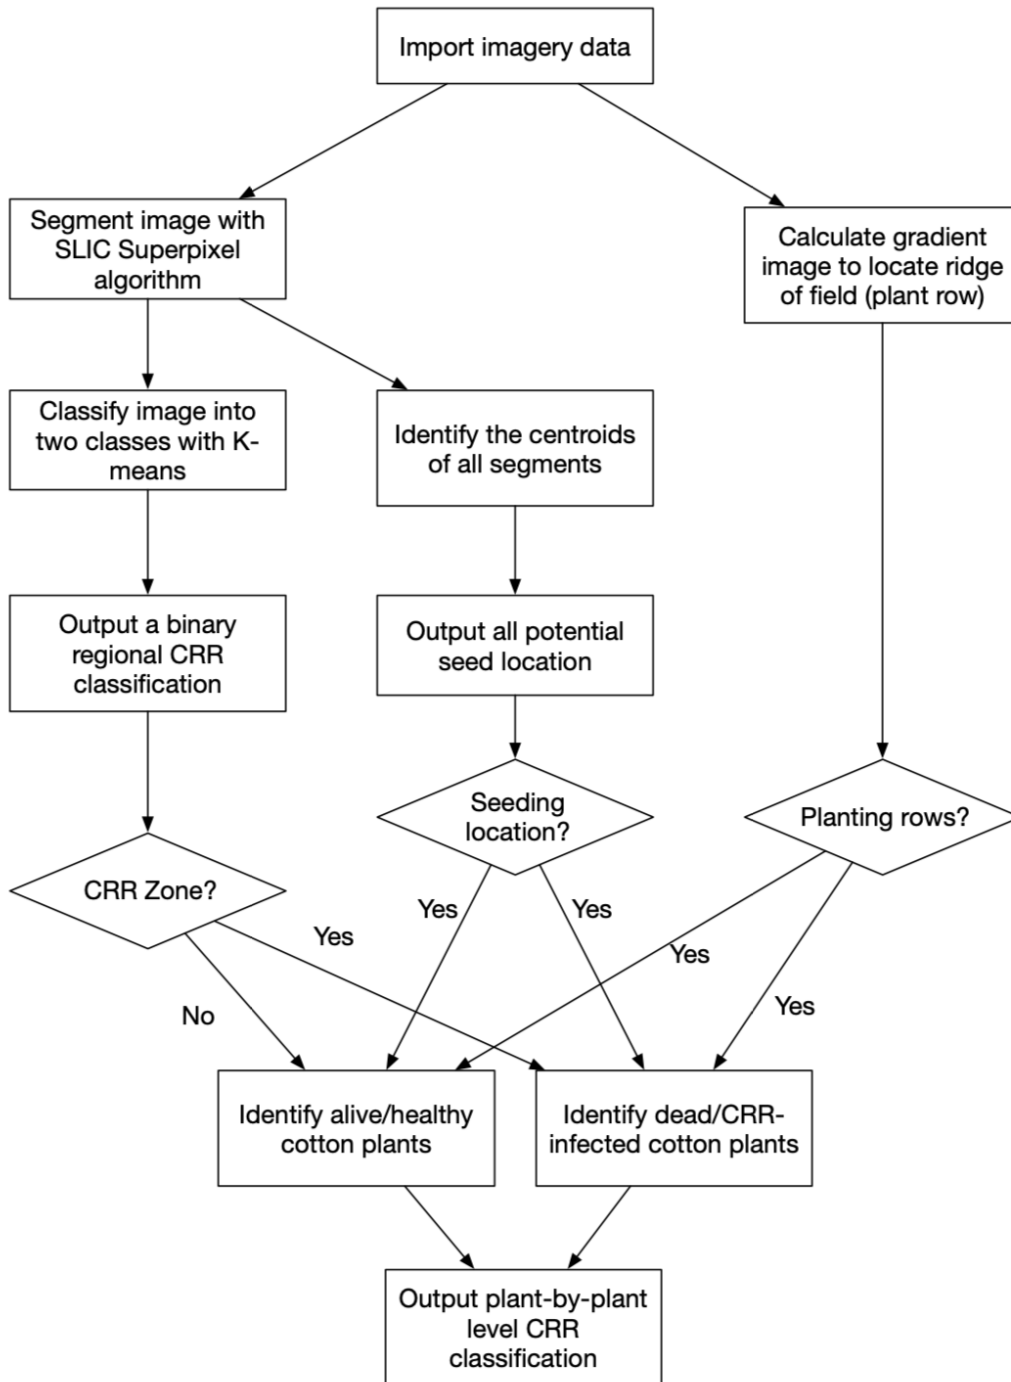 Import imagery data
Segment image with
SLIC Superpixel
algorithm
Calculate gradient
image to locate ridge
of field (plant row)
Classify image into
two classes with K-
means
Identify the centroids
of all segments
Output a binary
regional CRR
classification
Output all potential
seed location
Seeding
location?
Planting rows?
CRR Zone?
Yes
Yes
Yes
Yes
No
Yes
Identify alive/healthy
cotton plants
Identify dead/CRR-
infected cotton plants
Output plant-by-plant
level CRR
classification